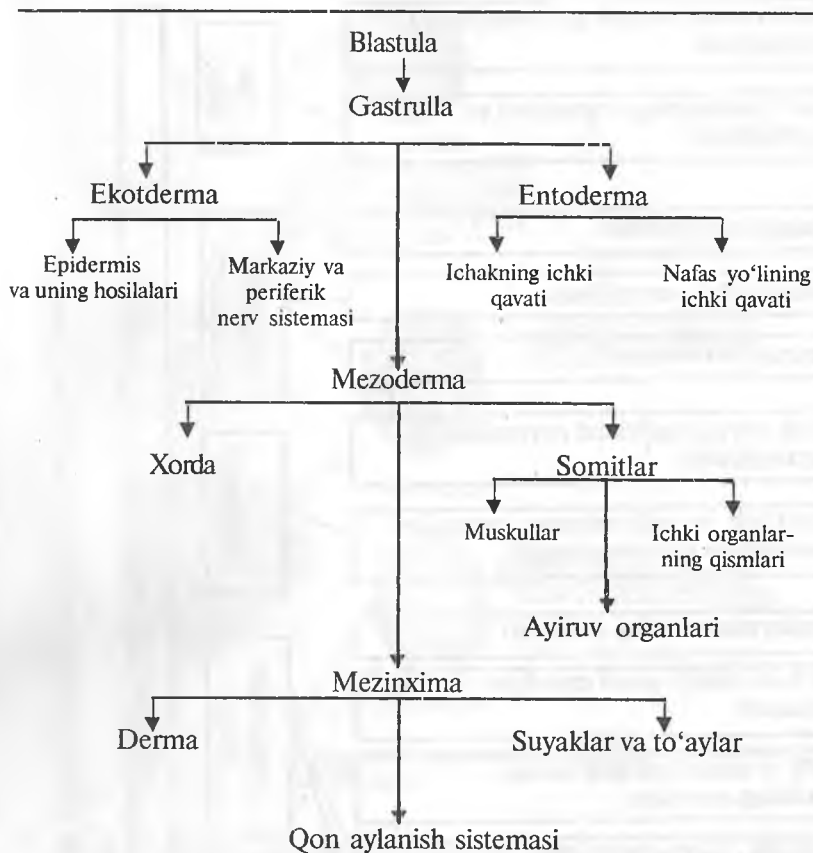 Blastula
Gastrulla
Ekotderma
Entoderma
Epidermis
va uning hosilalari
Markaziy va
periferik
nerv sistemasi
Ichakning ichki
qavati
Nafas yo‘lining
ichki qavati
Mezoderma
Xorda
Somitlar
Muskullar
Ichki organlar-
ning qismlari
Ayiruv organlari
Mezinxima
Derma
Suyaklar va to‘aylar
Qon aylanish sistemasi